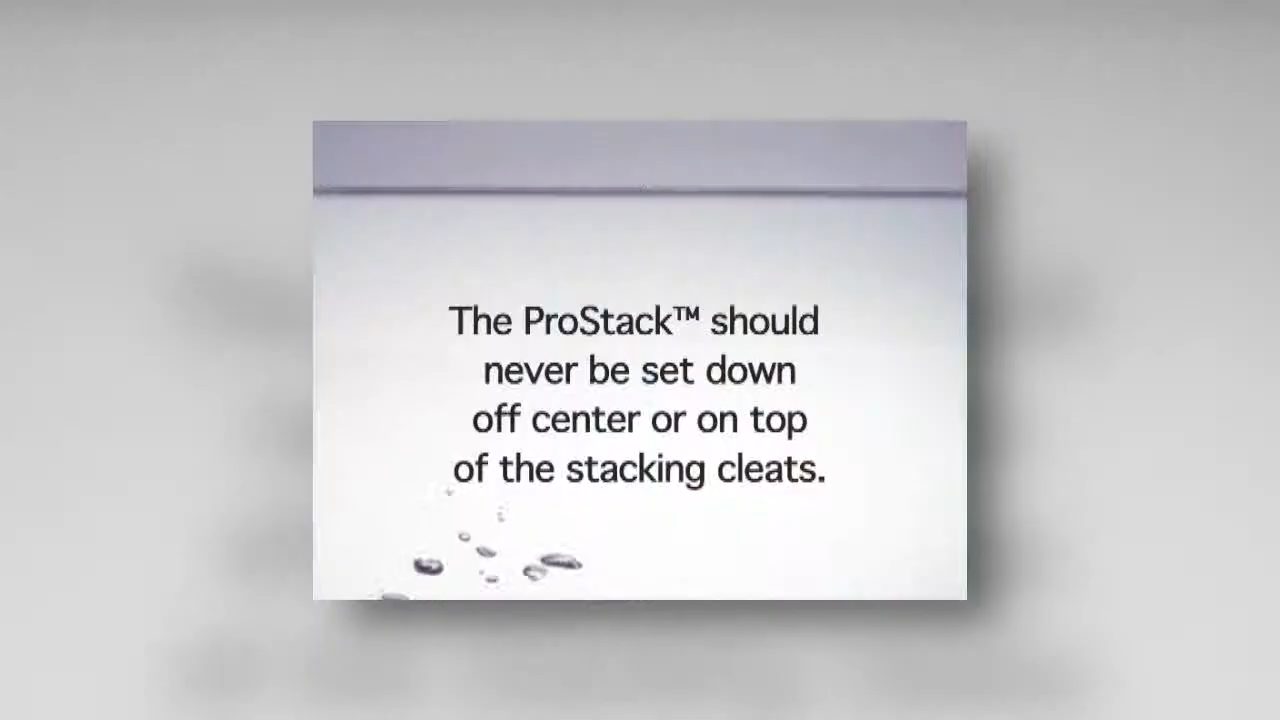 The ProStack™ should
never be set down
off center or on top
of the stacking cleats.